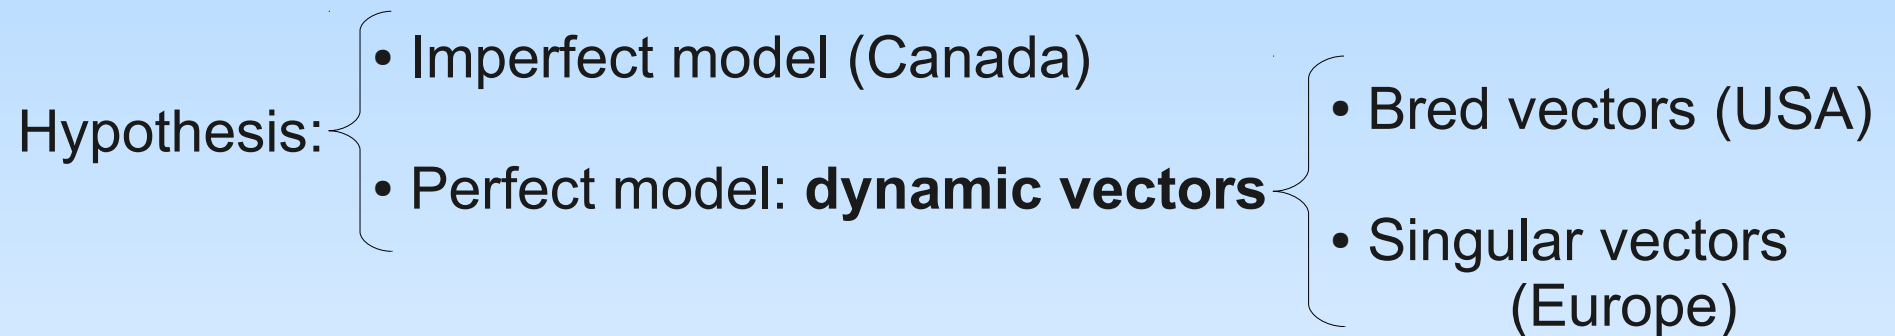 Hypothesis:
• Imperfect model (Canada)
• Perfect model: dynamic vectors
• Bred vectors (USA)
• Singular vectors
(Europe)